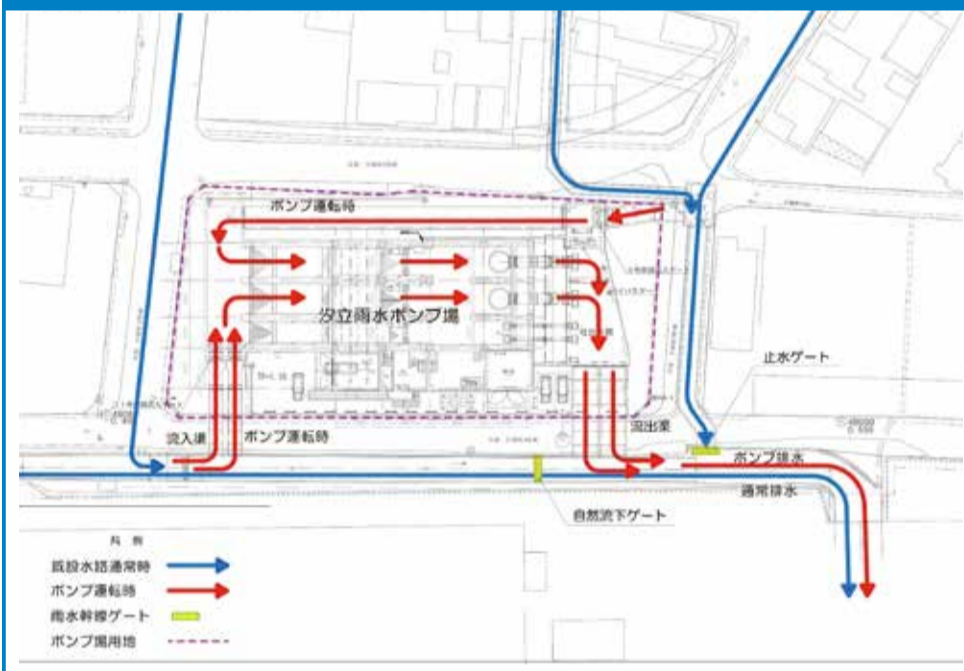 ポンプ運転時
汐立雨水ポンプ場
止水ゲート
流入渠
ポンプ運転時
流出渠
ポンプ排水
通常排水
自然流下ゲート
凡例
既設水路通常時
ポンプ運転時
雨水幹線ゲート
ポンプ場用地